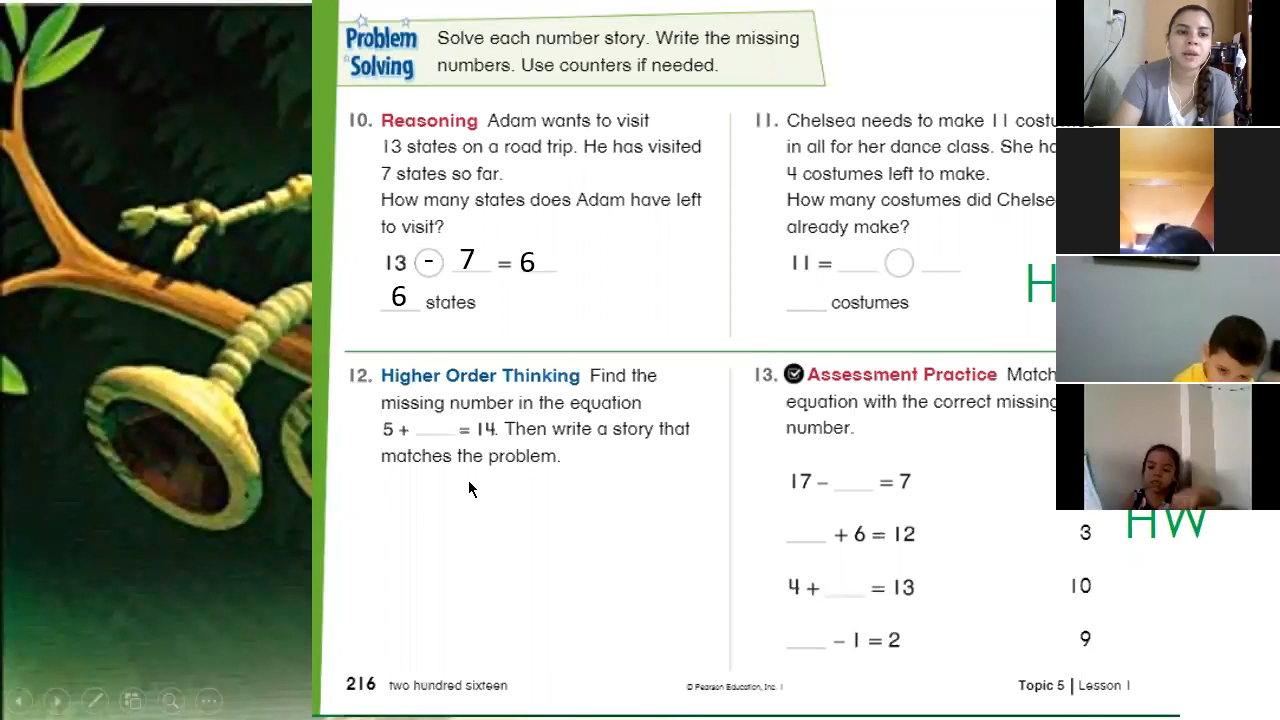 Problem
Solving
Solve each number story. Write the missing
numbers. Use counters if needed.
10. Reasoning Adam wants to visit
13 states on a road trip. He has visited
7 states so far.
How many states does Adam have left
to visit?
13 - 7 = 6
6 states
11. Chelsea needs to make 11
in all for her dance class. She
4 costumes left to make.
How many costumes did
already make?
11 = ___ ◯ ___
___ costumes
H
12. Higher Order Thinking Find the
missing number in the equation
5 + ___ = 14. Then write a story that
matches the problem.
13. Assessment Practice Match
equation with the correct missing
number.
17 – ___ = 7
___ + 6 = 12
4 + ___ = 13
___ – 1 = 2
HW
3
10
9
216 two hundred sixteen
© Pearson Education, Inc. 1
Topic 5 | Lesson 1